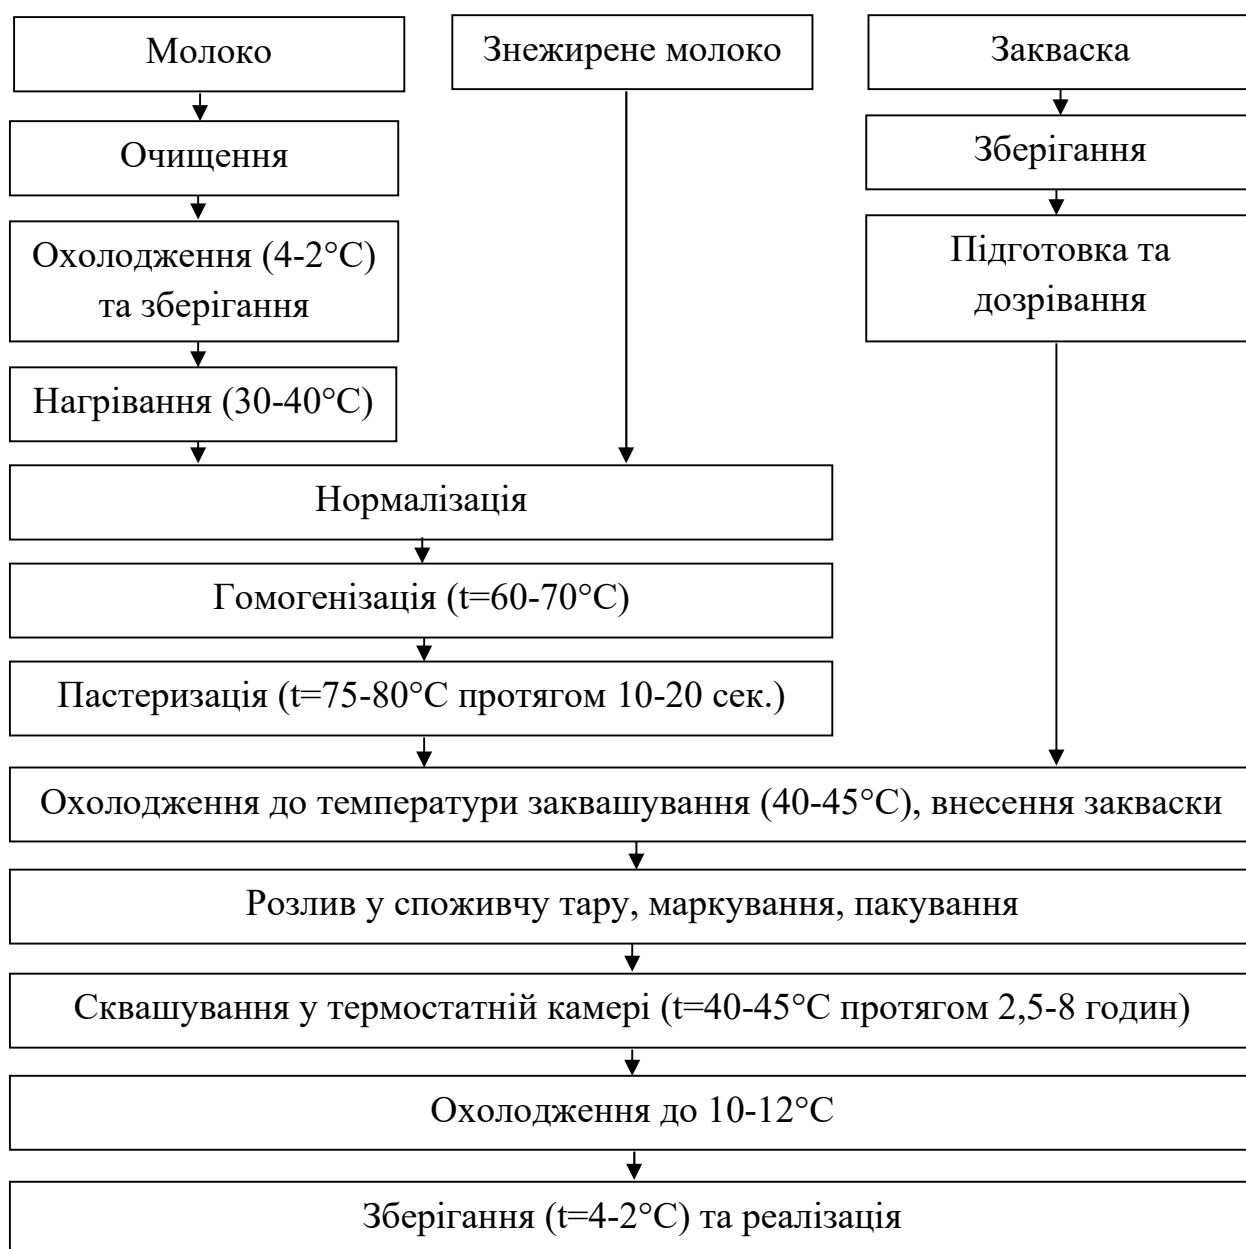 Молоко
Знежирене молоко
Закваска
Очищення
Зберігання
Охолодження (4-2°С)
та зберігання
Підготовка та
дозрівання
Нагрівання (30-40°С)
Нормалізація
Гомогенізація (t=60-70°С)
Пастеризація (t=75-80°С протягом 10-20 сек.)
Охолодження до температури заквашування (40-45°С), внесення закваски
Розлив у споживчу тару, маркування, пакування
Сквашування у термостатній камері (t=40-45°С протягом 2,5-8 годин)
Охолодження до 10-12°С
Зберігання (t=4-2°С) та реалізація